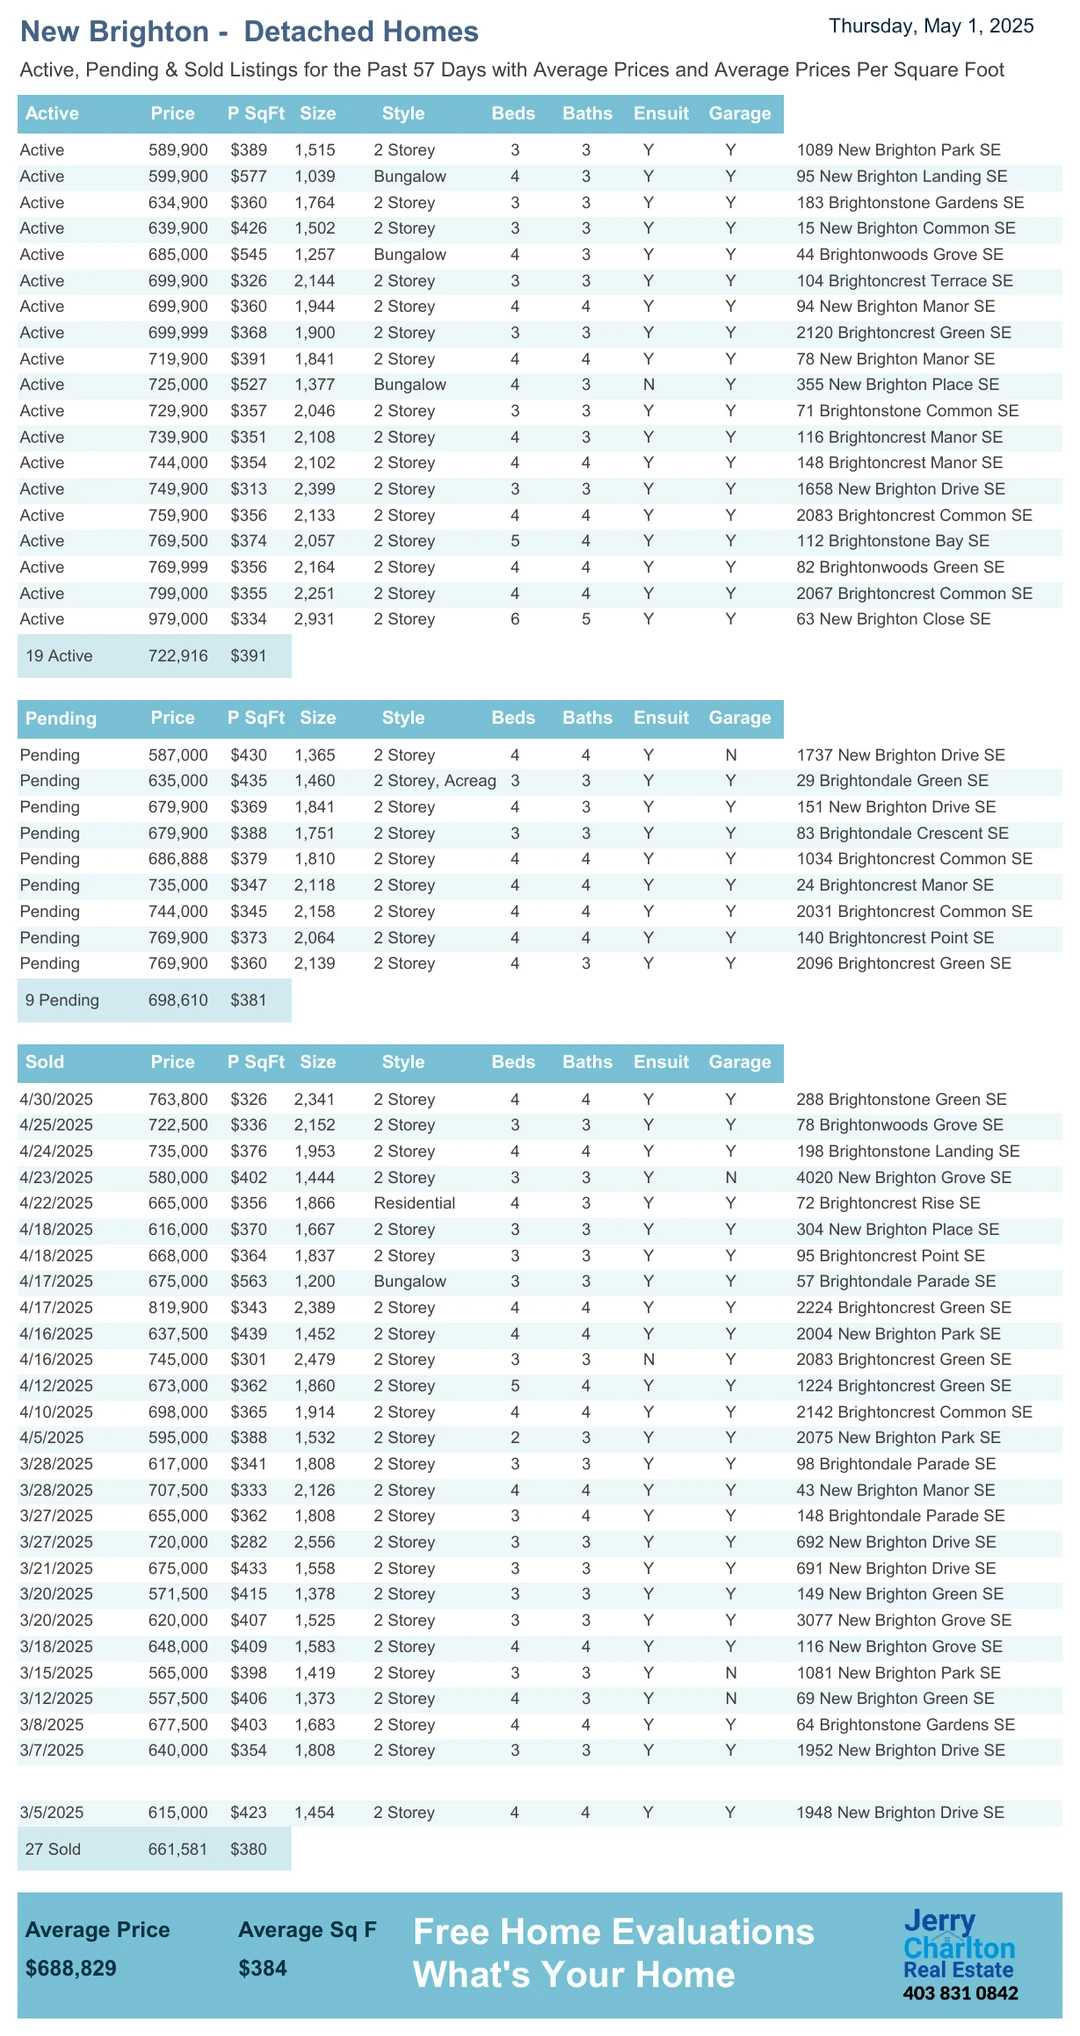 New Brighton - Detached Homes
Thursday, May 1, 2025
Active, Pending & Sold Listings for the Past 57 Days with Average Prices and Average Prices Per Square Foot
Active Price P SqFt Size Style Beds Baths Ensuit Garage
Active 589,900 $389 1,515 2 Storey 3 3 Y Y 1089 New Brighton Park SE
Active 599,900 $577 1,039 Bungalow 4 3 Y Y 95 New Brighton Landing SE
Active 634,900 $360 1,764 2 Storey 3 3 Y Y 183 Brightonstone Gardens SE
Active 639,900 $426 1,502 2 Storey 3 3 Y Y 15 New Brighton Common SE
Active 685,000 $545 1,257 Bungalow 4 3 Y Y 44 Brightonwoods Grove SE
Active 699,900 $326 2,144 2 Storey 3 3 Y Y 104 Brightoncrest Terrace SE
Active 699,900 $360 1,944 2 Storey 4 4 Y Y 94 New Brighton Manor SE
Active 699,999 $368 1,900 2 Storey 3 3 Y Y 2120 Brightoncrest Green SE
Active 719,900 $391 1,841 2 Storey 4 4 Y Y 78 New Brighton Manor SE
Active 725,000 $527 1,377 Bungalow 4 3 N Y 355 New Brighton Place SE
Active 729,900 $357 2,046 2 Storey 3 3 Y Y 71 Brightonstone Common SE
Active 739,900 $351 2,108 2 Storey 4 3 Y Y 116 Brightoncrest Manor SE
Active 744,000 $354 2,102 2 Storey 4 4 Y Y 148 Brightoncrest Manor SE
Active 749,900 $313 2,399 2 Storey 3 3 Y Y 1658 New Brighton Drive SE
Active 759,900 $356 2,133 2 Storey 4 4 Y Y 2083 Brightoncrest Common SE
Active 769,500 $374 2,057 2 Storey 5 4 Y Y 112 Brightonstone Bay SE
Active 769,999 $356 2,164 2 Storey 4 4 Y Y 82 Brightonwoods Green SE
Active 799,000 $355 2,251 2 Storey 4 4 Y Y 2067 Brightoncrest Common SE
Active 979,000 $334 2,931 2 Storey 6 5 Y Y 63 New Brighton Close SE
19 Active 722,916 $391
Pending Price P SqFt Size Style Beds Baths Ensuit Garage
Pending 587,000 $430 1,365 2 Storey 4 4 Y N 1737 New Brighton Drive SE
Pending 635,000 $435 1,460 2 Storey, Acreag 3 3 Y Y 29 Brightondale Green SE
Pending 679,900 $369 1,841 2 Storey 4 3 Y Y 151 New Brighton Drive SE
Pending 679,900 $388 1,751 2 Storey 3 3 Y Y 83 Brightondale Crescent SE
Pending 686,888 $379 1,810 2 Storey 4 4 Y Y 1034 Brightoncrest Common SE
Pending 735,000 $347 2,118 2 Storey 4 4 Y Y 24 Brightoncrest Manor SE
Pending 744,000 $345 2,158 2 Storey 4 4 Y Y 2031 Brightoncrest Common SE
Pending 769,900 $373 2,064 2 Storey 4 4 Y Y 140 Brightoncrest Point SE
Pending 769,900 $360 2,139 2 Storey 4 3 Y Y 2096 Brightoncrest Green SE
9 Pending 698,610 $381
Sold Price P SqFt Size Style Beds Baths Ensuit Garage
4/30/2025 763,800 $326 2,341 2 Storey 4 4 Y Y 288 Brightonstone Green SE
4/25/2025 722,500 $336 2,152 2 Storey 3 3 Y Y 78 Brightonwoods Grove SE
4/24/2025 735,000 $376 1,953 2 Storey 4 4 Y Y 198 Brightonstone Landing SE
4/23/2025 580,000 $402 1,444 2 Storey 3 3 Y N 4020 New Brighton Grove SE
4/22/2025 665,000 $356 1,866 Residential 4 3 Y Y 72 Brightoncrest Rise SE
4/18/2025 616,000 $370 1,667 2 Storey 3 3 Y Y 304 New Brighton Place SE
4/18/2025 668,000 $364 1,837 2 Storey 3 3 Y Y 95 Brightoncrest Point SE
4/17/2025 675,000 $563 1,200 Bungalow 3 3 Y Y 57 Brightondale Parade SE
4/17/2025 819,900 $343 2,389 2 Storey 4 4 Y Y 2224 Brightoncrest Green SE
4/16/2025 637,500 $439 1,452 2 Storey 4 4 Y Y 2004 New Brighton Park SE
4/16/2025 745,000 $301 2,479 2 Storey 3 3 N Y 2083 Brightoncrest Green SE
4/12/2025 673,000 $362 1,860 2 Storey 5 4 Y Y 1224 Brightoncrest Green SE
4/10/2025 698,000 $365 1,914 2 Storey 4 4 Y Y 2142 Brightoncrest Common SE
4/5/2025 595,000 $388 1,532 2 Storey 2 3 Y Y 2075 New Brighton Park SE
3/28/2025 617,000 $341 1,808 2 Storey 3 3 Y Y 98 Brightondale Parade SE
3/28/2025 707,500 $333 2,126 2 Storey 3 4 Y Y 43 New Brighton Manor SE
3/27/2025 655,000 $362 1,808 2 Storey 3 4 Y Y 148 Brightondale Parade SE
3/27/2025 720,000 $282 2,556 2 Storey 3 3 Y Y 692 New Brighton Drive SE
3/21/2025 675,000 $433 1,558 2 Storey 3 3 Y Y 691 New Brighton Drive SE
3/20/2025 571,500 $415 1,378 2 Storey 3 3 Y Y 149 New Brighton Green SE
3/20/2025 620,000 $407 1,525 2 Storey 3 3 Y Y 3077 New Brighton Grove SE
3/18/2025 648,000 $409 1,583 2 Storey 4 4 Y Y 116 New Brighton Grove SE
3/15/2025 565,000 $398 1,419 2 Storey 3 3 Y N 1081 New Brighton Park SE
3/12/2025 557,500 $406 1,373 2 Storey 4 3 Y N 69 New Brighton Green SE
3/8/2025 677,500 $403 1,683 2 Storey 4 4 Y Y 64 Brightonstone Gardens SE
3/7/2025 640,000 $354 1,808 2 Storey 3 3 Y Y 1952 New Brighton Drive SE
3/5/2025 615,000 $423 1,454 2 Storey 4 4 Y Y 1948 New Brighton Drive SE
27 Sold 661,581 $380
Average Price Average Sq F
$688,829 $384
Free Home Evaluations
What's Your Home
Jerry
Charlton
Real Estate
403 831 0842